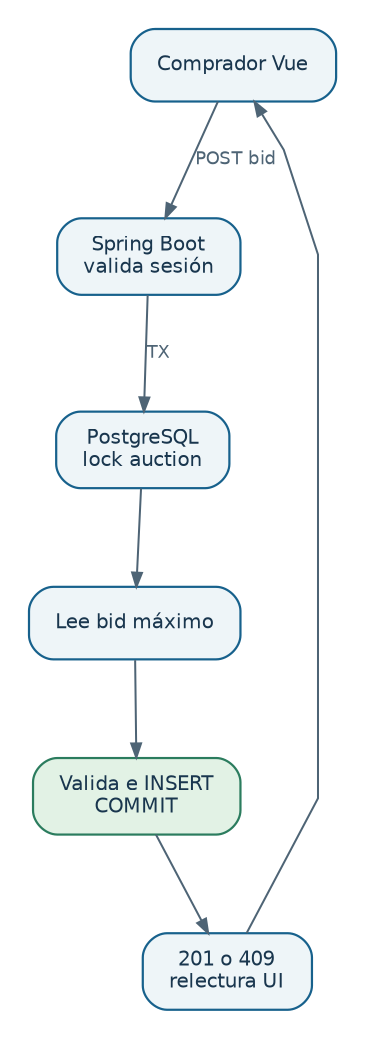 Comprador Vue
POST bid
Spring Boot
valida sesión
TX
PostgreSQL
lock auction
Lee bid máximo
Valida e INSERT
COMMIT
201 o 409
relectura UI